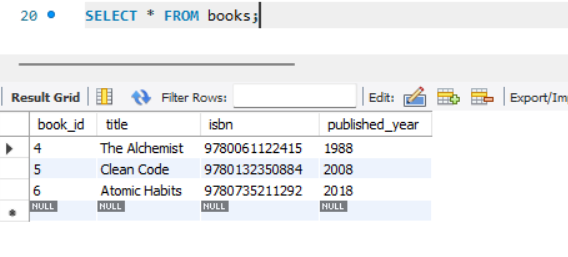 20 SELECT * FROM books;
Result Grid Filter Rows: Edit: Export/Im
book_id title isbn published_year
4 The Alchemist 9780061122415 1988
5 Clean Code 9780132350884 2008
6 Atomic Habits 9780735211292 2018
NULL NULL NULL NULL